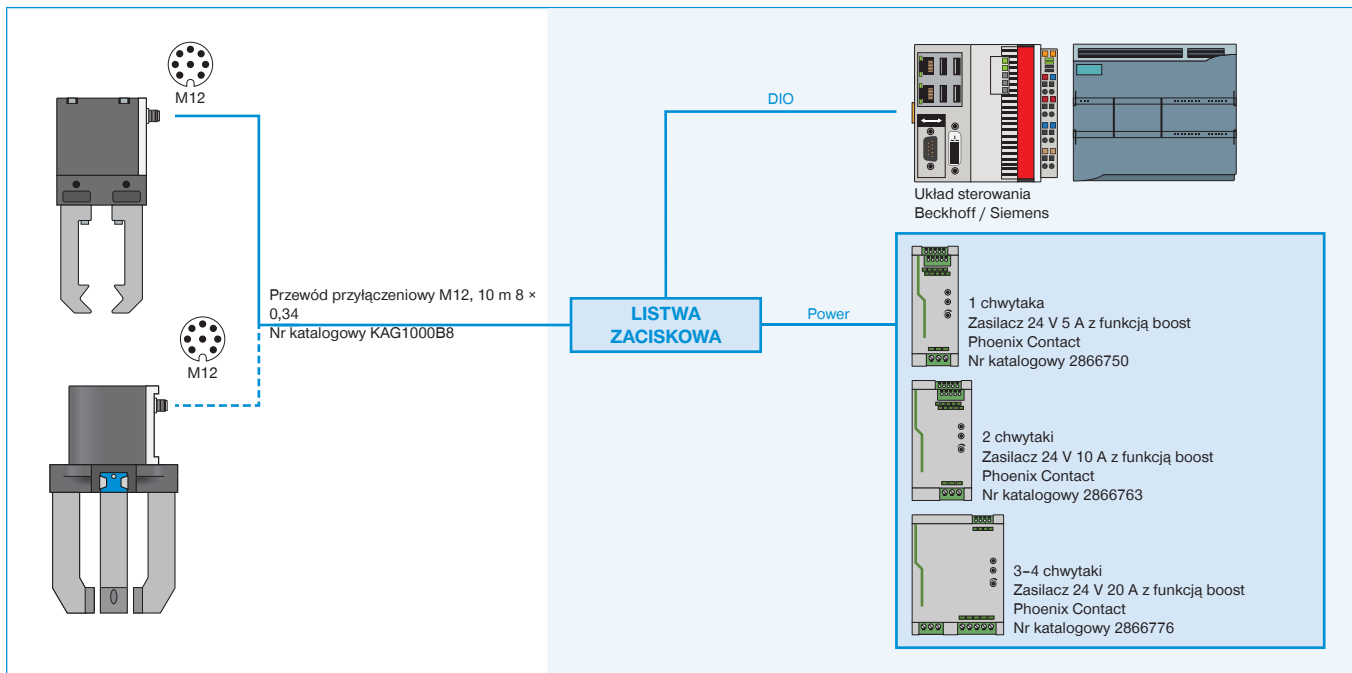 M12
M12
Przewód przyłączeniowy M12, 10 m 8 ×
0,34
Nr katalogowy KAG1000B8
LISTWA
ZACISKOWA
DIO
Power
Układ sterowania
Beckhoff / Siemens
1 chwytaka
Zasilacz 24 V 5 A z funkcją boost
Phoenix Contact
Nr katalogowy 2866750
2 chwytaki
Zasilacz 24 V 10 A z funkcją boost
Phoenix Contact
Nr katalogowy 2866763
3–4 chwytaki
Zasilacz 24 V 20 A z funkcją boost
Phoenix Contact
Nr katalogowy 2866776